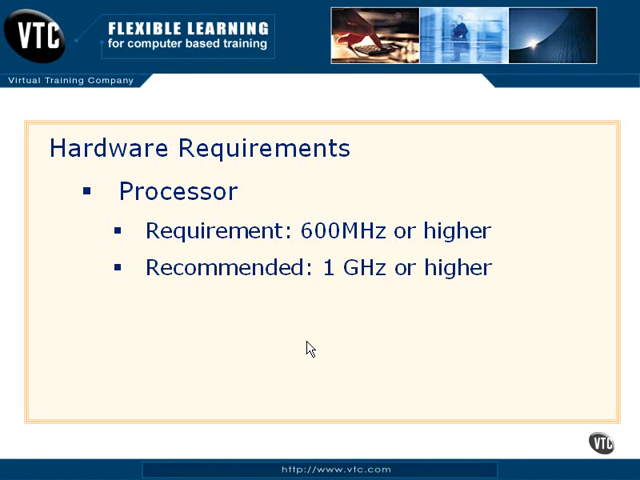 VTC
FLEXIBLE LEARNING
for computer based training
Virtual Training Company
Hardware Requirements
Processor
Requirement: 600MHz or higher
Recommended: 1 GHz or higher
VTC
http://www.vtc.com